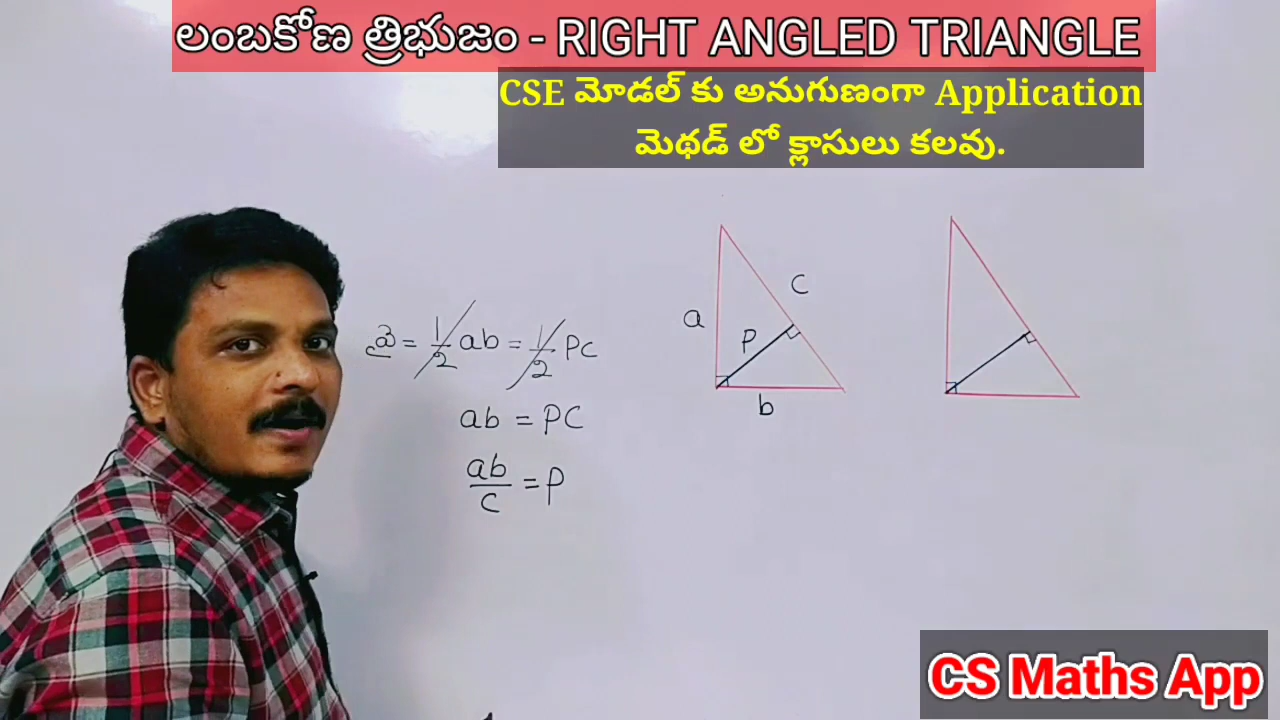 లంబకోణ త్రిభుజం - RIGHT ANGLED TRIANGLE
CSE మోడల్ కు అనుగుణంగా Application
మెథడ్ లో క్లాసులు కలవు.
= 1/2 ab = 1/2 PC
ab = PC
ab/c = P
a
P
c
b
CS Maths App